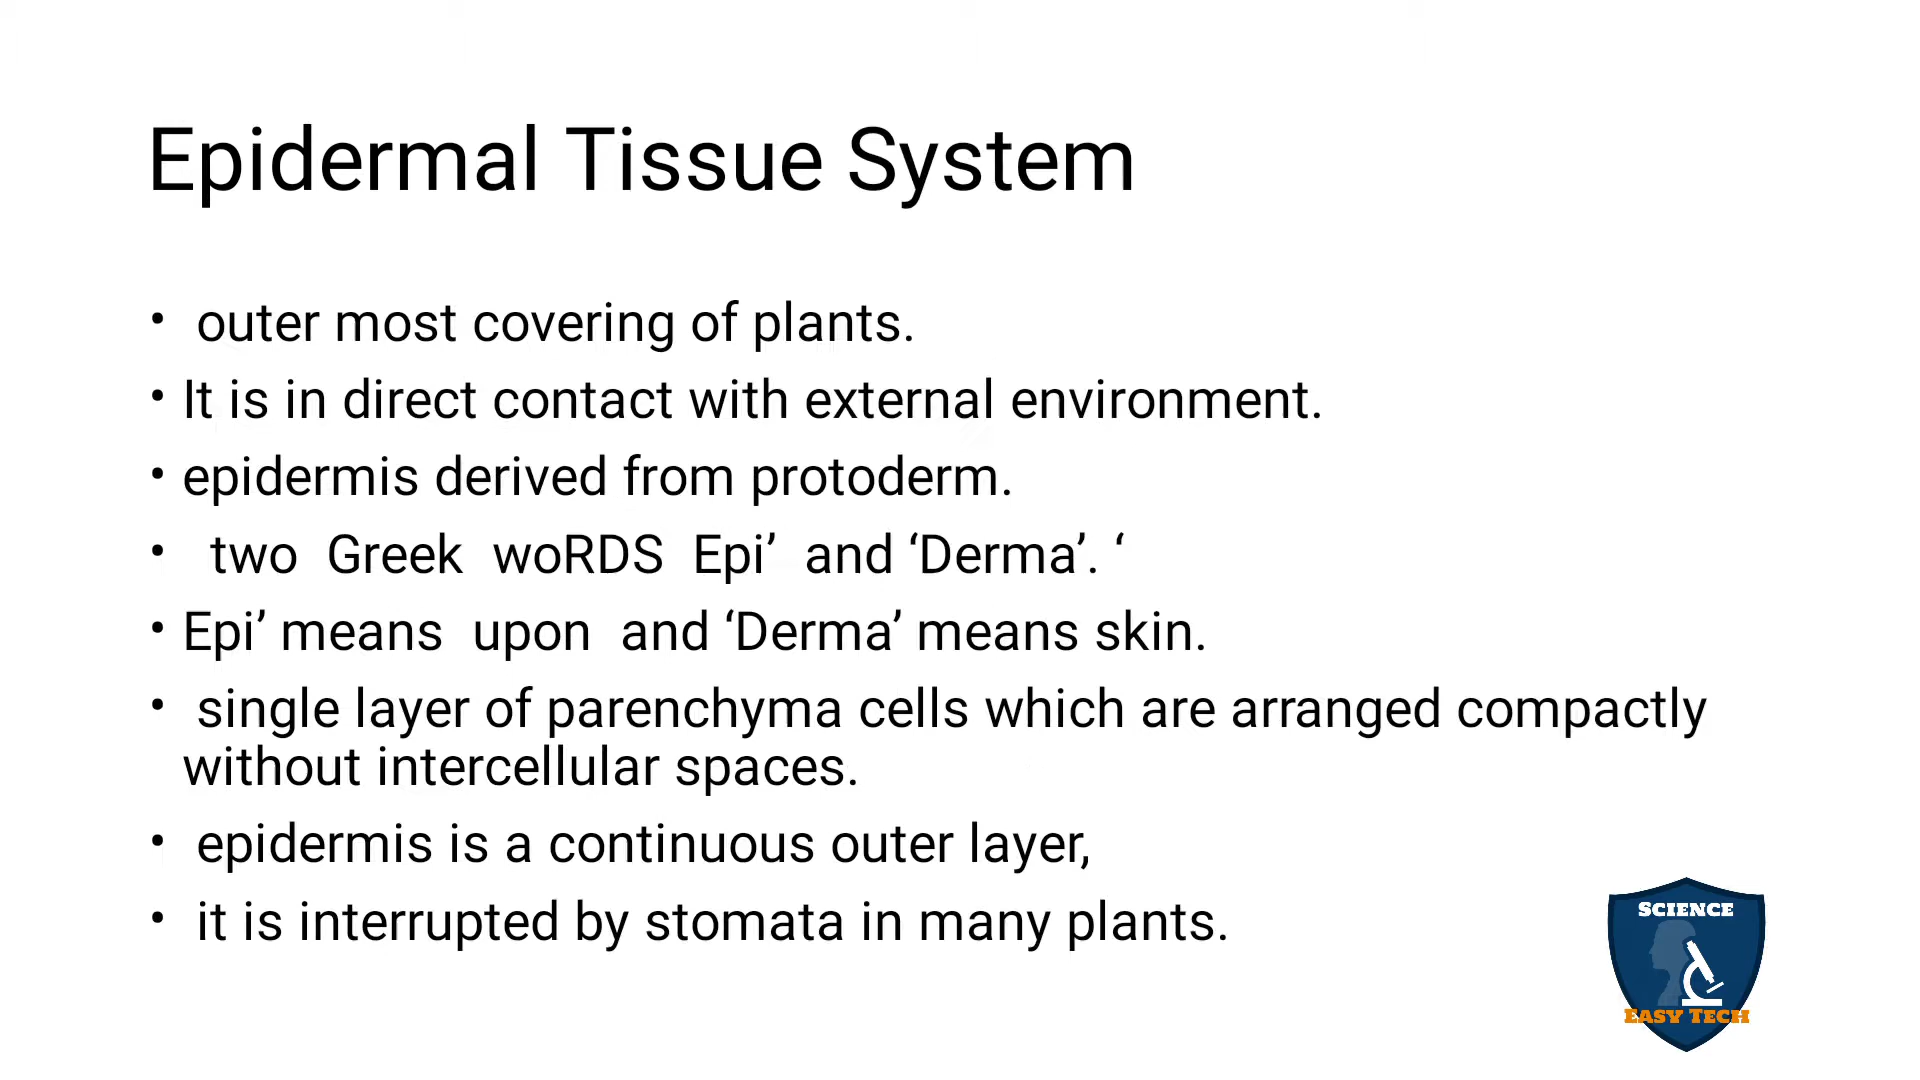 Epidermal Tissue System
• outer most covering of plants.
• It is in direct contact with external environment.
• epidermis derived from protoderm.
• two Greek woRDS Epi’ and ‘Derma’. ‘
• Epi’ means upon and ‘Derma’ means skin.
• single layer of parenchyma cells which are arranged compactly
without intercellular spaces.
• epidermis is a continuous outer layer,
• it is interrupted by stomata in many plants.
SCIENCE
EASY TECH